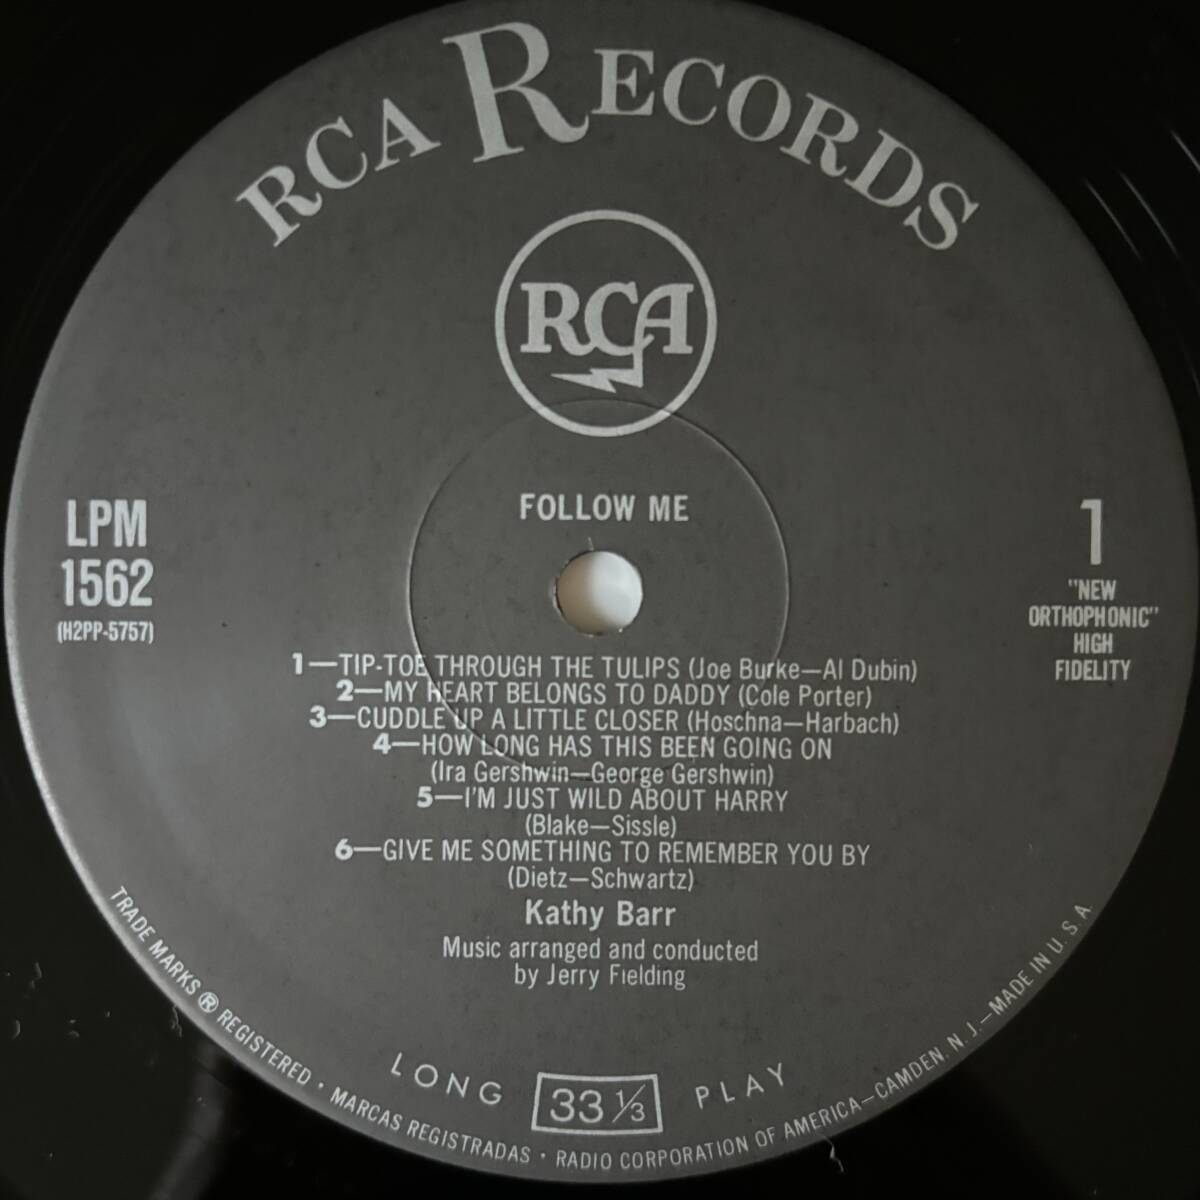 RCA RECORDS
RCA
FOLLOW ME
LPM
1562
(H2PP-5757)
1
"NEW
ORTHOPHONIC"
HIGH
FIDELITY
1—TIP-TOE THROUGH THE TULIPS (Joe Burke—Al Dubin)
2—MY HEART BELONGS TO DADDY (Cole Porter)
3—CUDDLE UP A LITTLE CLOSER (Hoschna—Harbach)
4—HOW LONG HAS THIS BEEN GOING ON
(Ira Gershwin—George Gershwin)
5—I'M JUST WILD ABOUT HARRY
(Blake—Sissle)
6—GIVE ME SOMETHING TO REMEMBER YOU BY
(Dietz—Schwartz)
Kathy Barr
Music arranged and conducted
by Jerry Fielding
LONG 33 1/3 PLAY
TRADE MARKS ® REGISTERED • MARCAS REGISTRADAS • RADIO CORPORATION OF AMERICA—CAMDEN, N. J.—MADE IN U. S. A.